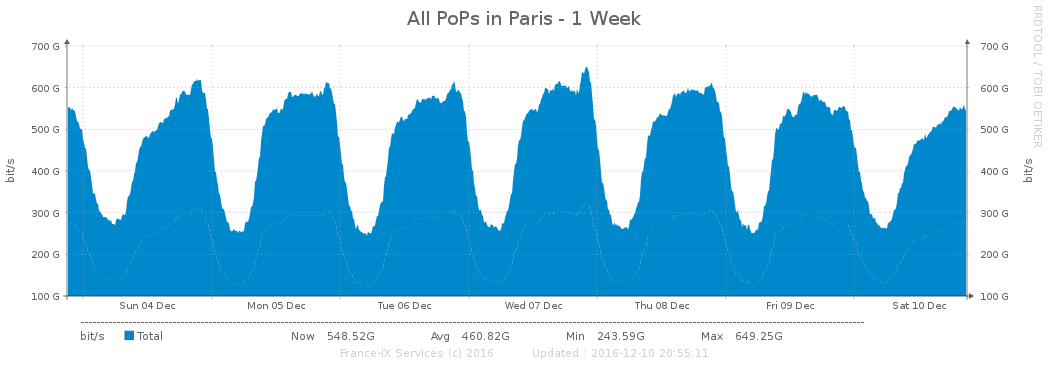 All PoPs in Paris - 1 Week
RRDTOOL / TOBI OETIKER
700 G 700 G
600 G 600 G
500 G 500 G
400 G 400 G
300 G 300 G
200 G 200 G
100 G 100 G
bit/s bit/s
Sun 04 Dec Mon 05 Dec Tue 06 Dec Wed 07 Dec Thu 08 Dec Fri 09 Dec Sat 10 Dec
bit/s Total Now 548.52G Avg 460.82G Min 243.59G Max 649.25G
France-IX Services (c) 2016 Updated : 2016-12-10 20:55:11